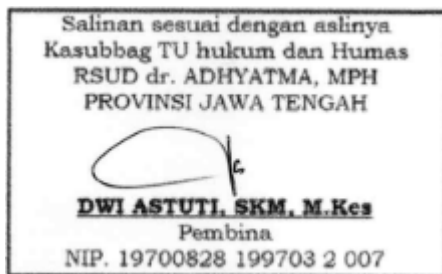 Salinan sesuai dengan aslinya
Kasubbag TU hukum dan Humas
RSUD dr. ADHYATMA, MPH
PROVINSI JAWA TENGAH
DWI ASTUTI, SKM, M.Kes
Pembina
NIP. 19700828 199703 2 007